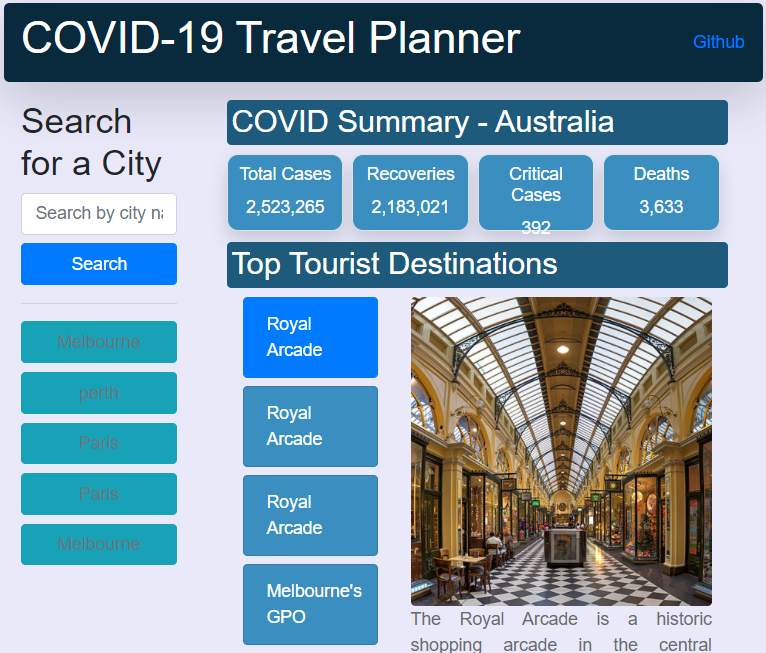 COVID-19 Travel Planner
Github
Search
for a City
Search by city na
Search
Melbourne
perth
Paris
Paris
Melbourne
COVID Summary - Australia
Total Cases
2,523,265
Recoveries
2,183,021
Critical
Cases
392
Deaths
3,633
Top Tourist Destinations
Royal
Arcade
Royal
Arcade
Royal
Arcade
Melbourne's
GPO
The Royal Arcade is a historic
shopping arcade in the central